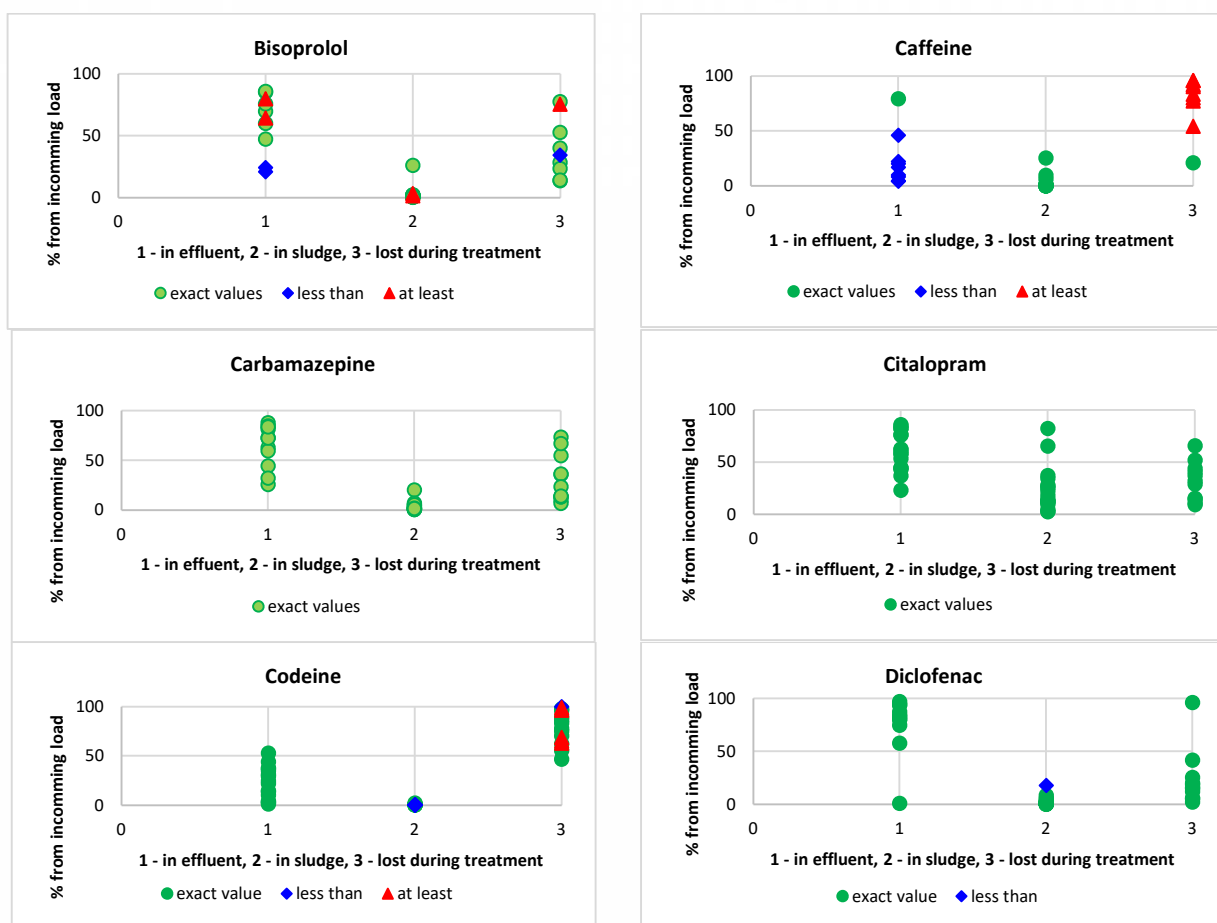 Bisoprolol
% from incomming load
100
50
0
0 1 2 3
1 - in effluent, 2 - in sludge, 3 - lost during treatment
exact values less than at least
Caffeine
% from incomming load
100
50
0
0 1 2 3
1 - in effluent, 2 - in sludge, 3 - lost during treatment
exact values less than at least
Carbamazepine
% from incomming load
100
50
0
0 1 2 3
1 - in effuent, 2 - in sludge, 3 - lost during treatment
exact values
Citalopram
% from incomming load
100
50
0
0 1 2 3
1 - in effluent, 2 - in sludge, 3 - lost during treatment
exact values
Codeine
% from incomming load
100
50
0
0 1 2 3
1 - in effluent, 2 - in sludge, 3 - lost during treatment
exact value less than at least
Diclofenac
% from incomming load
100
50
0
0 1 2 3
1 - in effluent, 2 - in sludge, 3 - lost during treatment
exact value less than